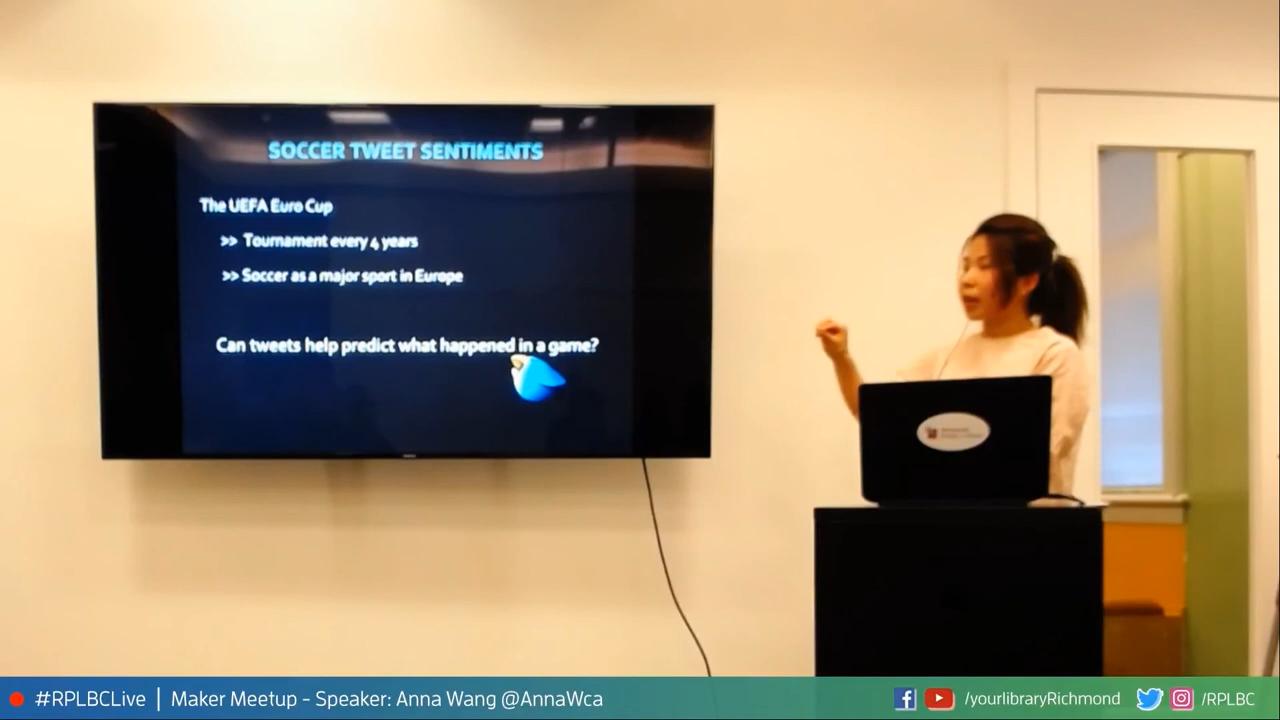 SOCCER TWEET SENTIMENTS
The UEFA Euro Cup
>> Tournament every 4 years
>> Soccer as a major sport in Europe
Can tweets help predict what happened in a game?
#RPLBCLive | Maker Meetup - Speaker: Anna Wang @AnnaWca
/yourlibraryRichmond
/RPLBC